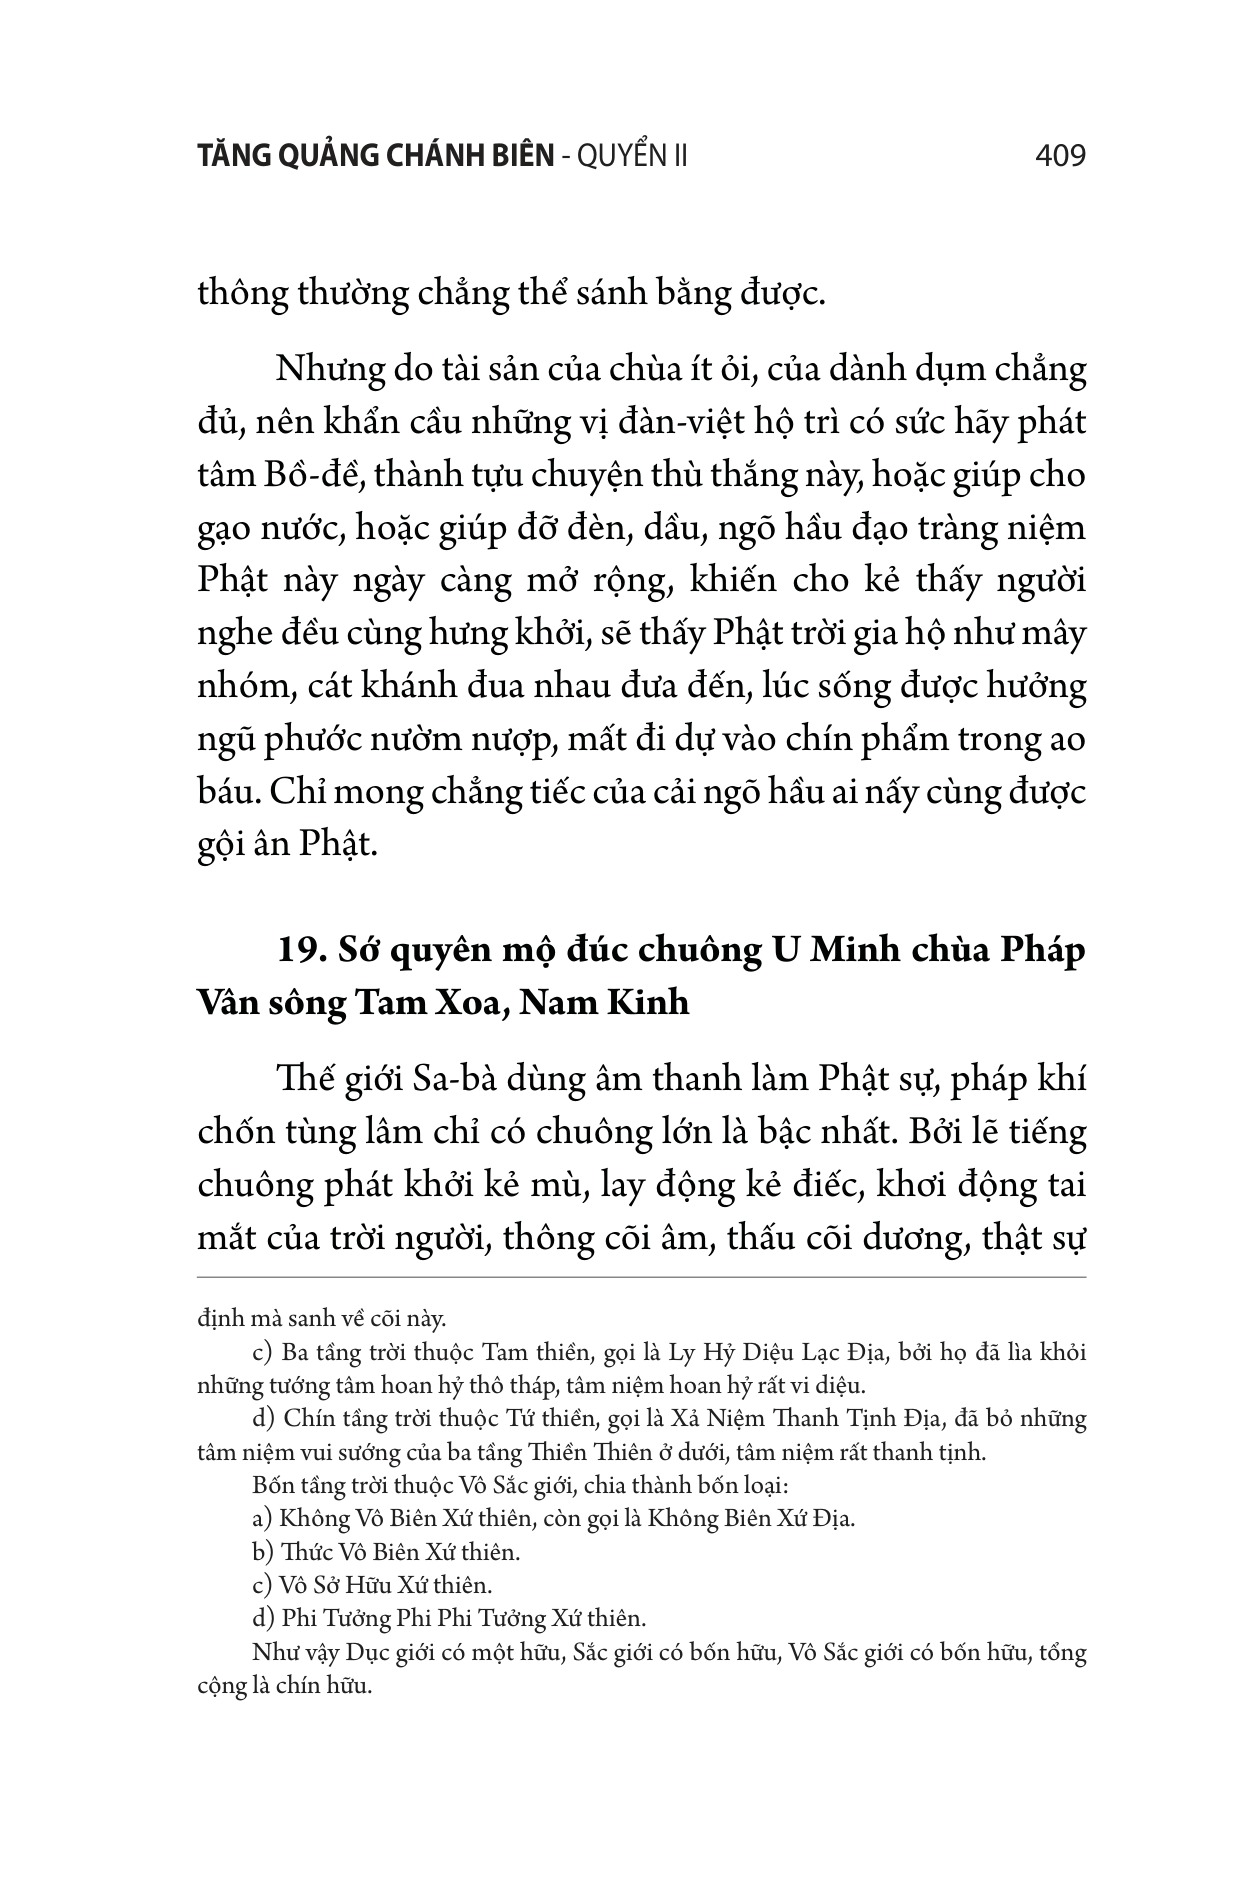 TĂNG QUẢNG CHÁNH BIÊN - QUYỂN II 409
thông thường chẳng thể sánh bằng được.
Nhưng do tài sản của chùa ít ỏi, của dành dụm chẳng
đủ, nên khẩn cầu những vị đàn-việt hộ trì có sức hãy phát
tâm Bồ-đề, thành tựu chuyện thù thắng này, hoặc giúp cho
gạo nước, hoặc giúp đỡ đèn, dầu, ngõ hầu đạo tràng niệm
Phật này ngày càng mở rộng, khiến cho kẻ thấy người
nghe đều cùng hưng khởi, sẽ thấy Phật trời gia hộ như mây
nhóm, cát khánh đua nhau đưa đến, lúc sống được hưởng
ngũ phước nườm nượp, mất đi dự vào chín phẩm trong ao
báu. Chỉ mong chẳng tiếc của cải ngõ hầu ai nấy cùng được
gội ân Phật.
19. Sớ quyên mộ đúc chuông U Minh chùa Pháp
Vân sông Tam Xoa, Nam Kinh
Thế giới Sa-bà dùng âm thanh làm Phật sự, pháp khí
chốn tùng lâm chỉ có chuông lớn là bậc nhất. Bởi lẽ tiếng
chuông phát khởi kẻ mù, lay động kẻ điếc, khơi động tai
mắt của trời người, thông cõi âm, thấu cõi dương, thật sự
định mà sanh về cõi này.
c) Ba tầng trời thuộc Tam thiền, gọi là Ly Hỷ Diệu Lạc Địa, bởi họ đã lìa khỏi
những tướng tâm hoan hỷ thô tháp, tâm niệm hoan hỷ rất vi diệu.
d) Chín tầng trời thuộc Tứ thiền, gọi là Xả Niệm Thanh Tịnh Địa, đã bỏ những
tâm niệm vui sướng của ba tầng Thiền Thiên ở dưới, tâm niệm rất thanh tịnh.
Bốn tầng trời thuộc Vô Sắc giới, chia thành bốn loại:
a) Không Vô Biên Xứ thiên, còn gọi là Không Biên Xứ Địa.
b) Thức Vô Biên Xứ thiên.
c) Vô Sở Hữu Xứ thiên.
d) Phi Tưởng Phi Phi Tưởng Xứ thiên.
Như vậy Dục giới có một hữu, Sắc giới có bốn hữu, Vô Sắc giới có bốn hữu, tổng
cộng là chín hữu.